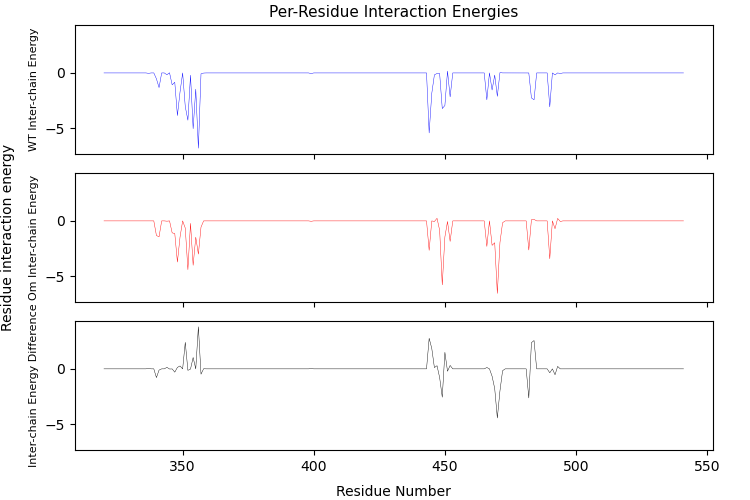 Per-Residue Interaction Energies
Residue interaction energy
WT Inter-chain Energy
0
−5
Om Inter-chain Energy
0
−5
Inter-chain Energy Difference
0
−5
350
400
450
500
550
Residue Number